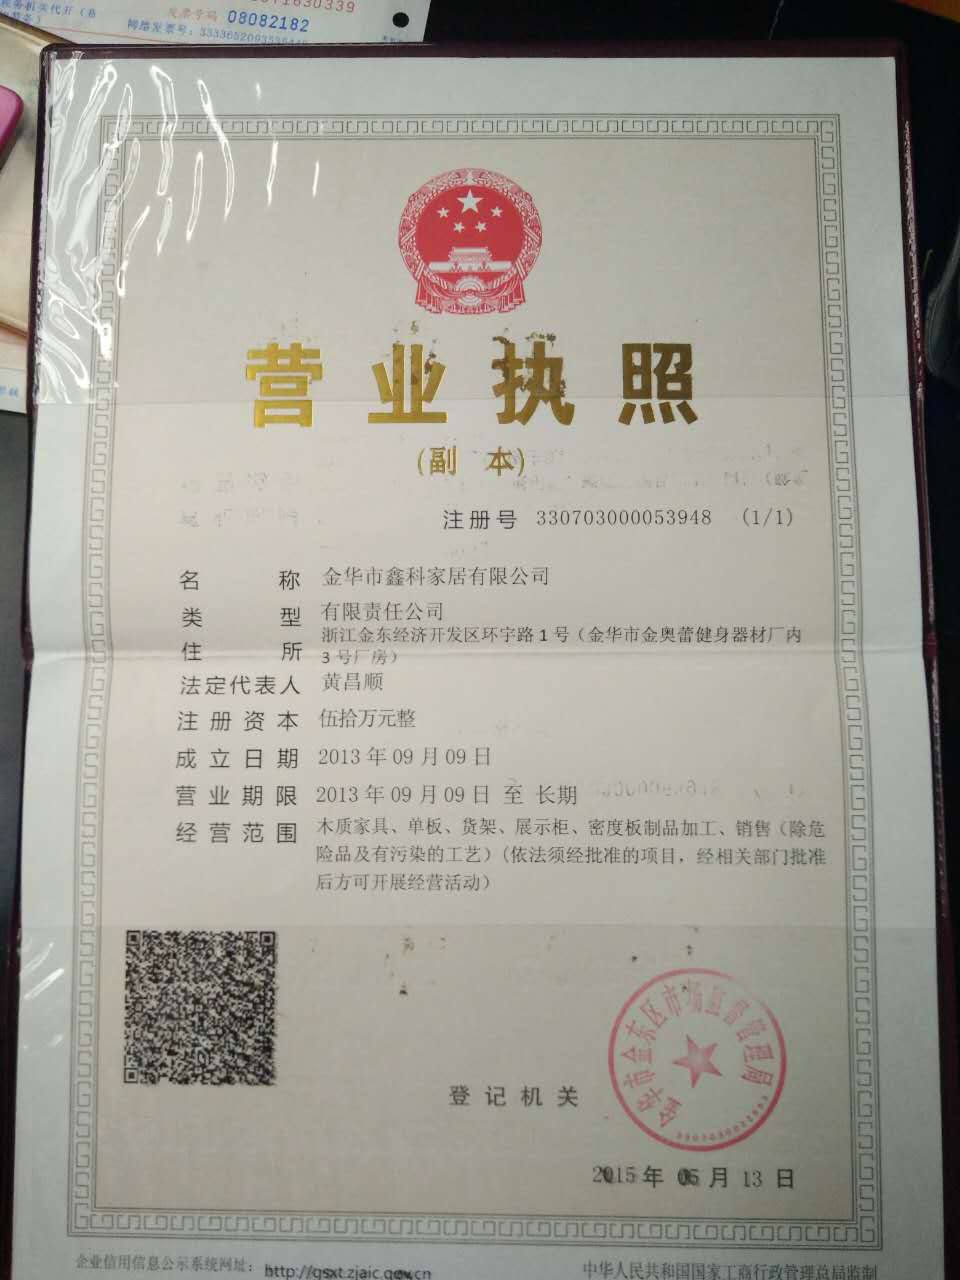 发票号码 08082182
营业执照
(副 本)
注册号 330703000053948 (1/1)
名称 金华市鑫科家居有限公司
类型 有限责任公司
住所 浙江金东经济开发区环宇路1号（金华市金奥蕾健身器材厂内
3号厂房）
法定代表人 黄昌顺
注册资本 伍拾万元整
成立日期 2013年09月09日
营业期限 2013年09月09日 至 长期
经营范围 木质家具、单板、货架、展示柜、密度板制品加工、销售（除危
险品及有污染的工艺）(依法须经批准的项目，经相关部门批准
后方可开展经营活动）
金华市金东区市场监督管理局
登记机关
2015年05月13日
企业信用信息公示系统网址： http://gsxt.zjaic.gov.cn
中华人民共和国国家工商行政管理总局监制